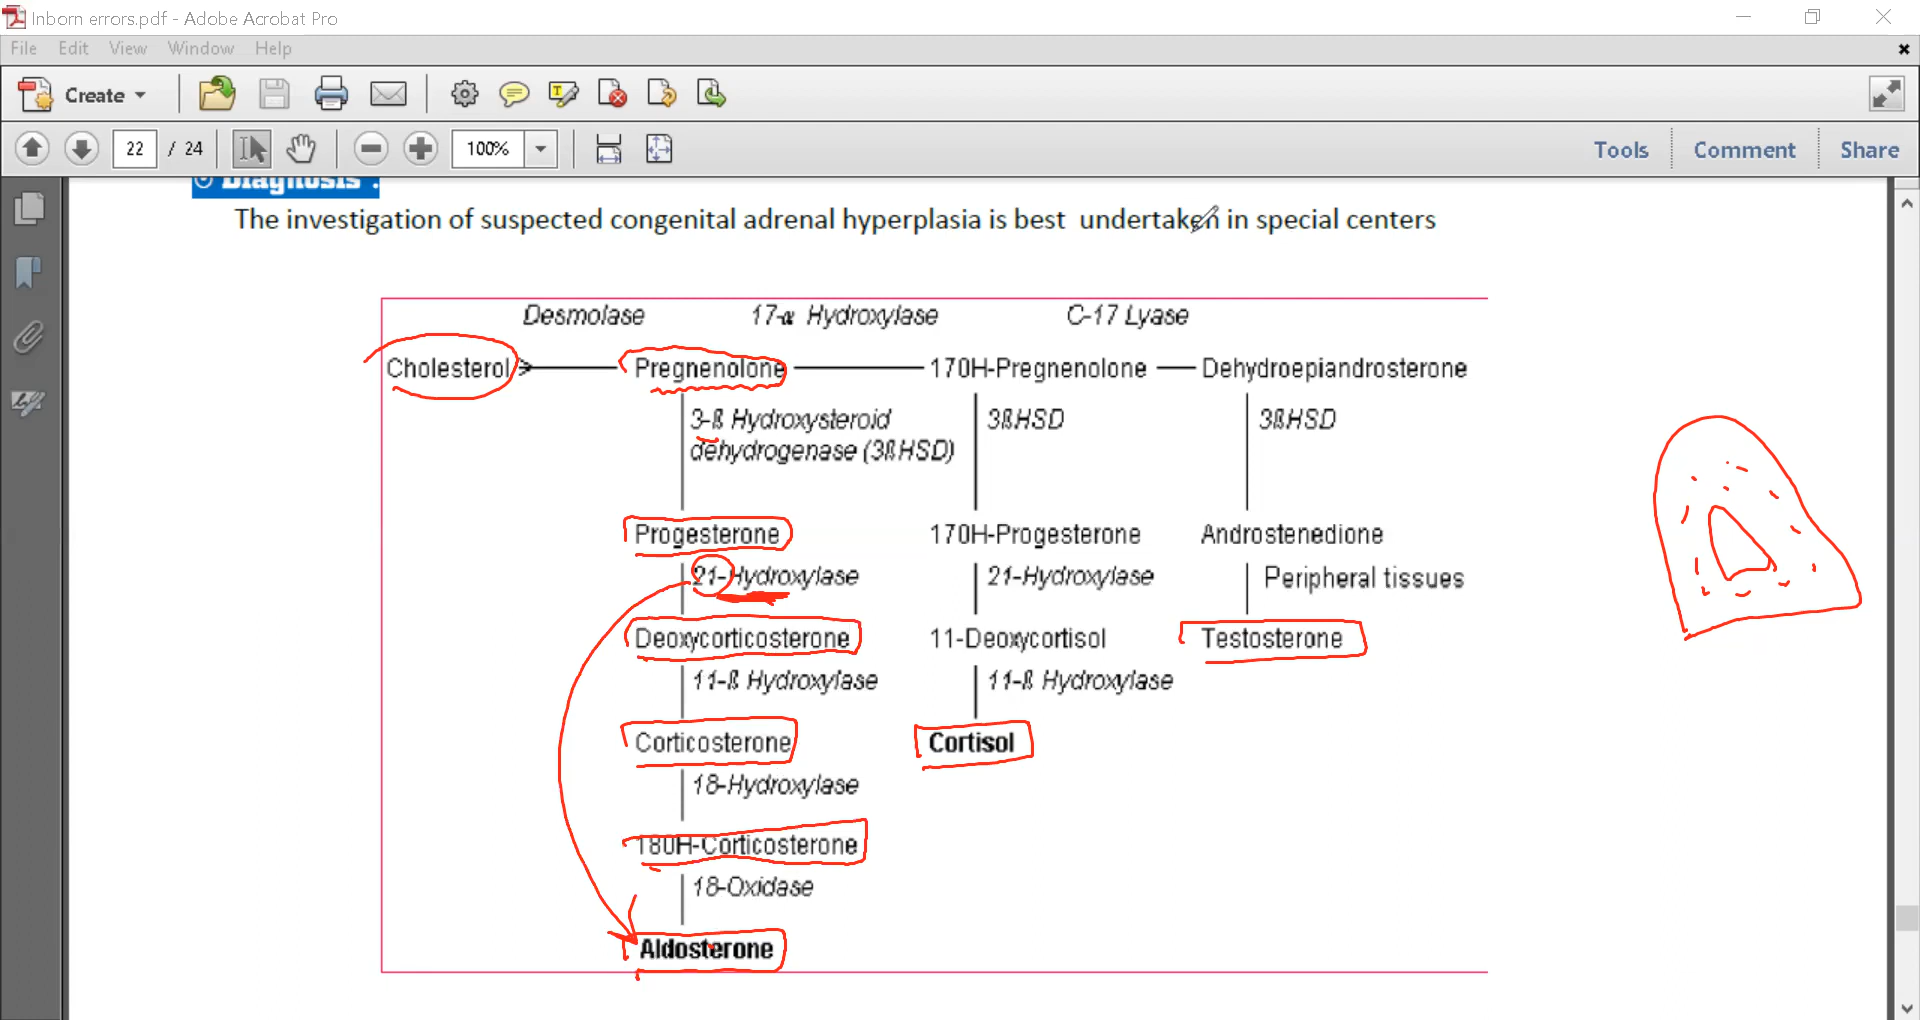 Inborn errors.pdf - Adobe Acrobat Pro
File Edit View Window Help
Create
22 / 24 100% Tools Comment Share
Diagnosis :
The investigation of suspected congenital adrenal hyperplasia is best undertaken in special centers
Desmolase 17-α Hydroxylase C-17 Lyase
Cholesterol Pregnenolone 170H-Pregnenolone Dehydroepiandrosterone
3-ß Hydroxysteroid 3ßHSD 3ßHSD
dehydrogenase (3ßHSD)
Progesterone 170H-Progesterone Androstenedione
21-Hydroxylase 21-Hydroxylase Peripheral tissues
Deoxycorticosterone 11-Deoxycortisol Testosterone
11-ß Hydroxylase 11-ß Hydroxylase
Corticosterone Cortisol
18-Hydroxylase
180H-Corticosterone
18-Oxidase
Aldosterone